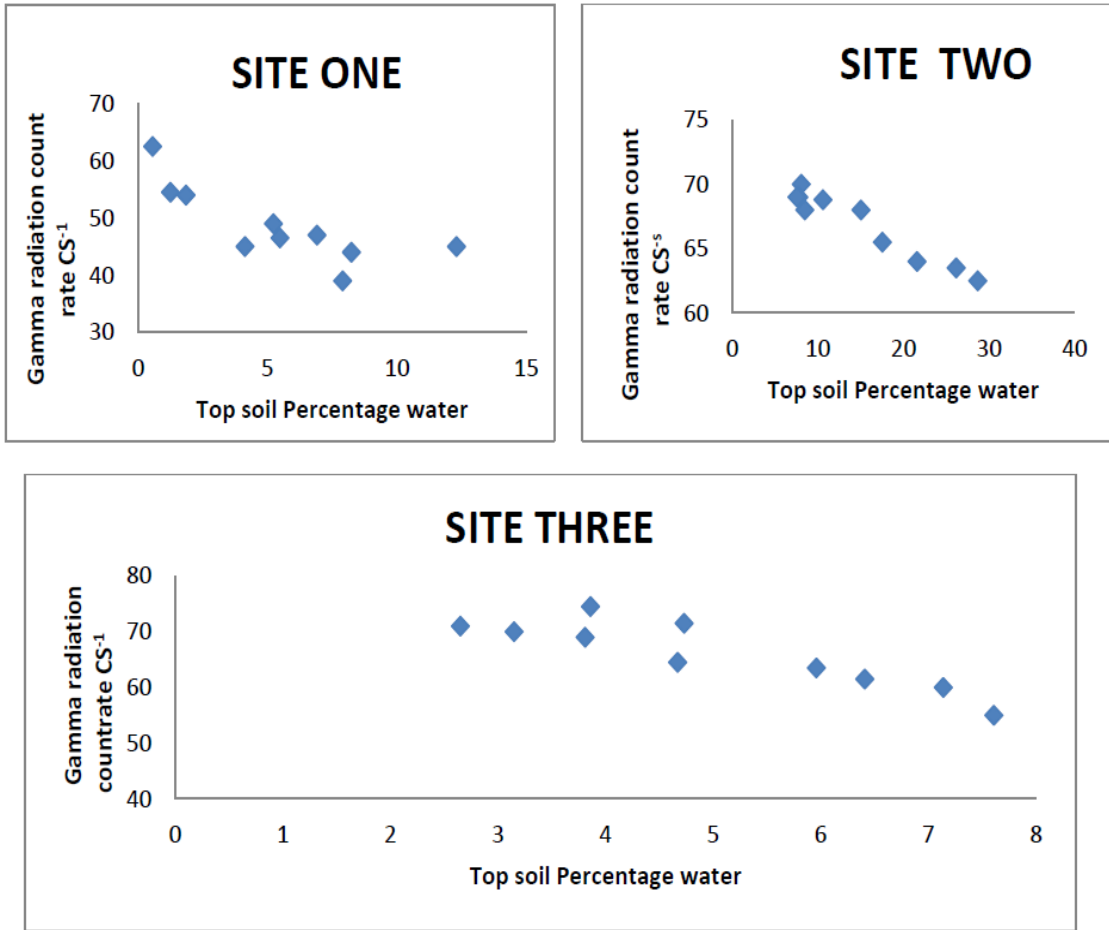 SITE ONE
Gamma radiation count
rate CS⁻¹
70
60
50
40
30
0 5 10 15
Top soil Percentage water
SITE TWO
Gamma radiation count
rate CS⁻ˢ
75
70
65
60
0 10 20 30 40
Top soil Percentage water
SITE THREE
Gamma radiation
countrate CS⁻¹
80
70
60
50
40
0 1 2 3 4 5 6 7 8
Top soil Percentage water